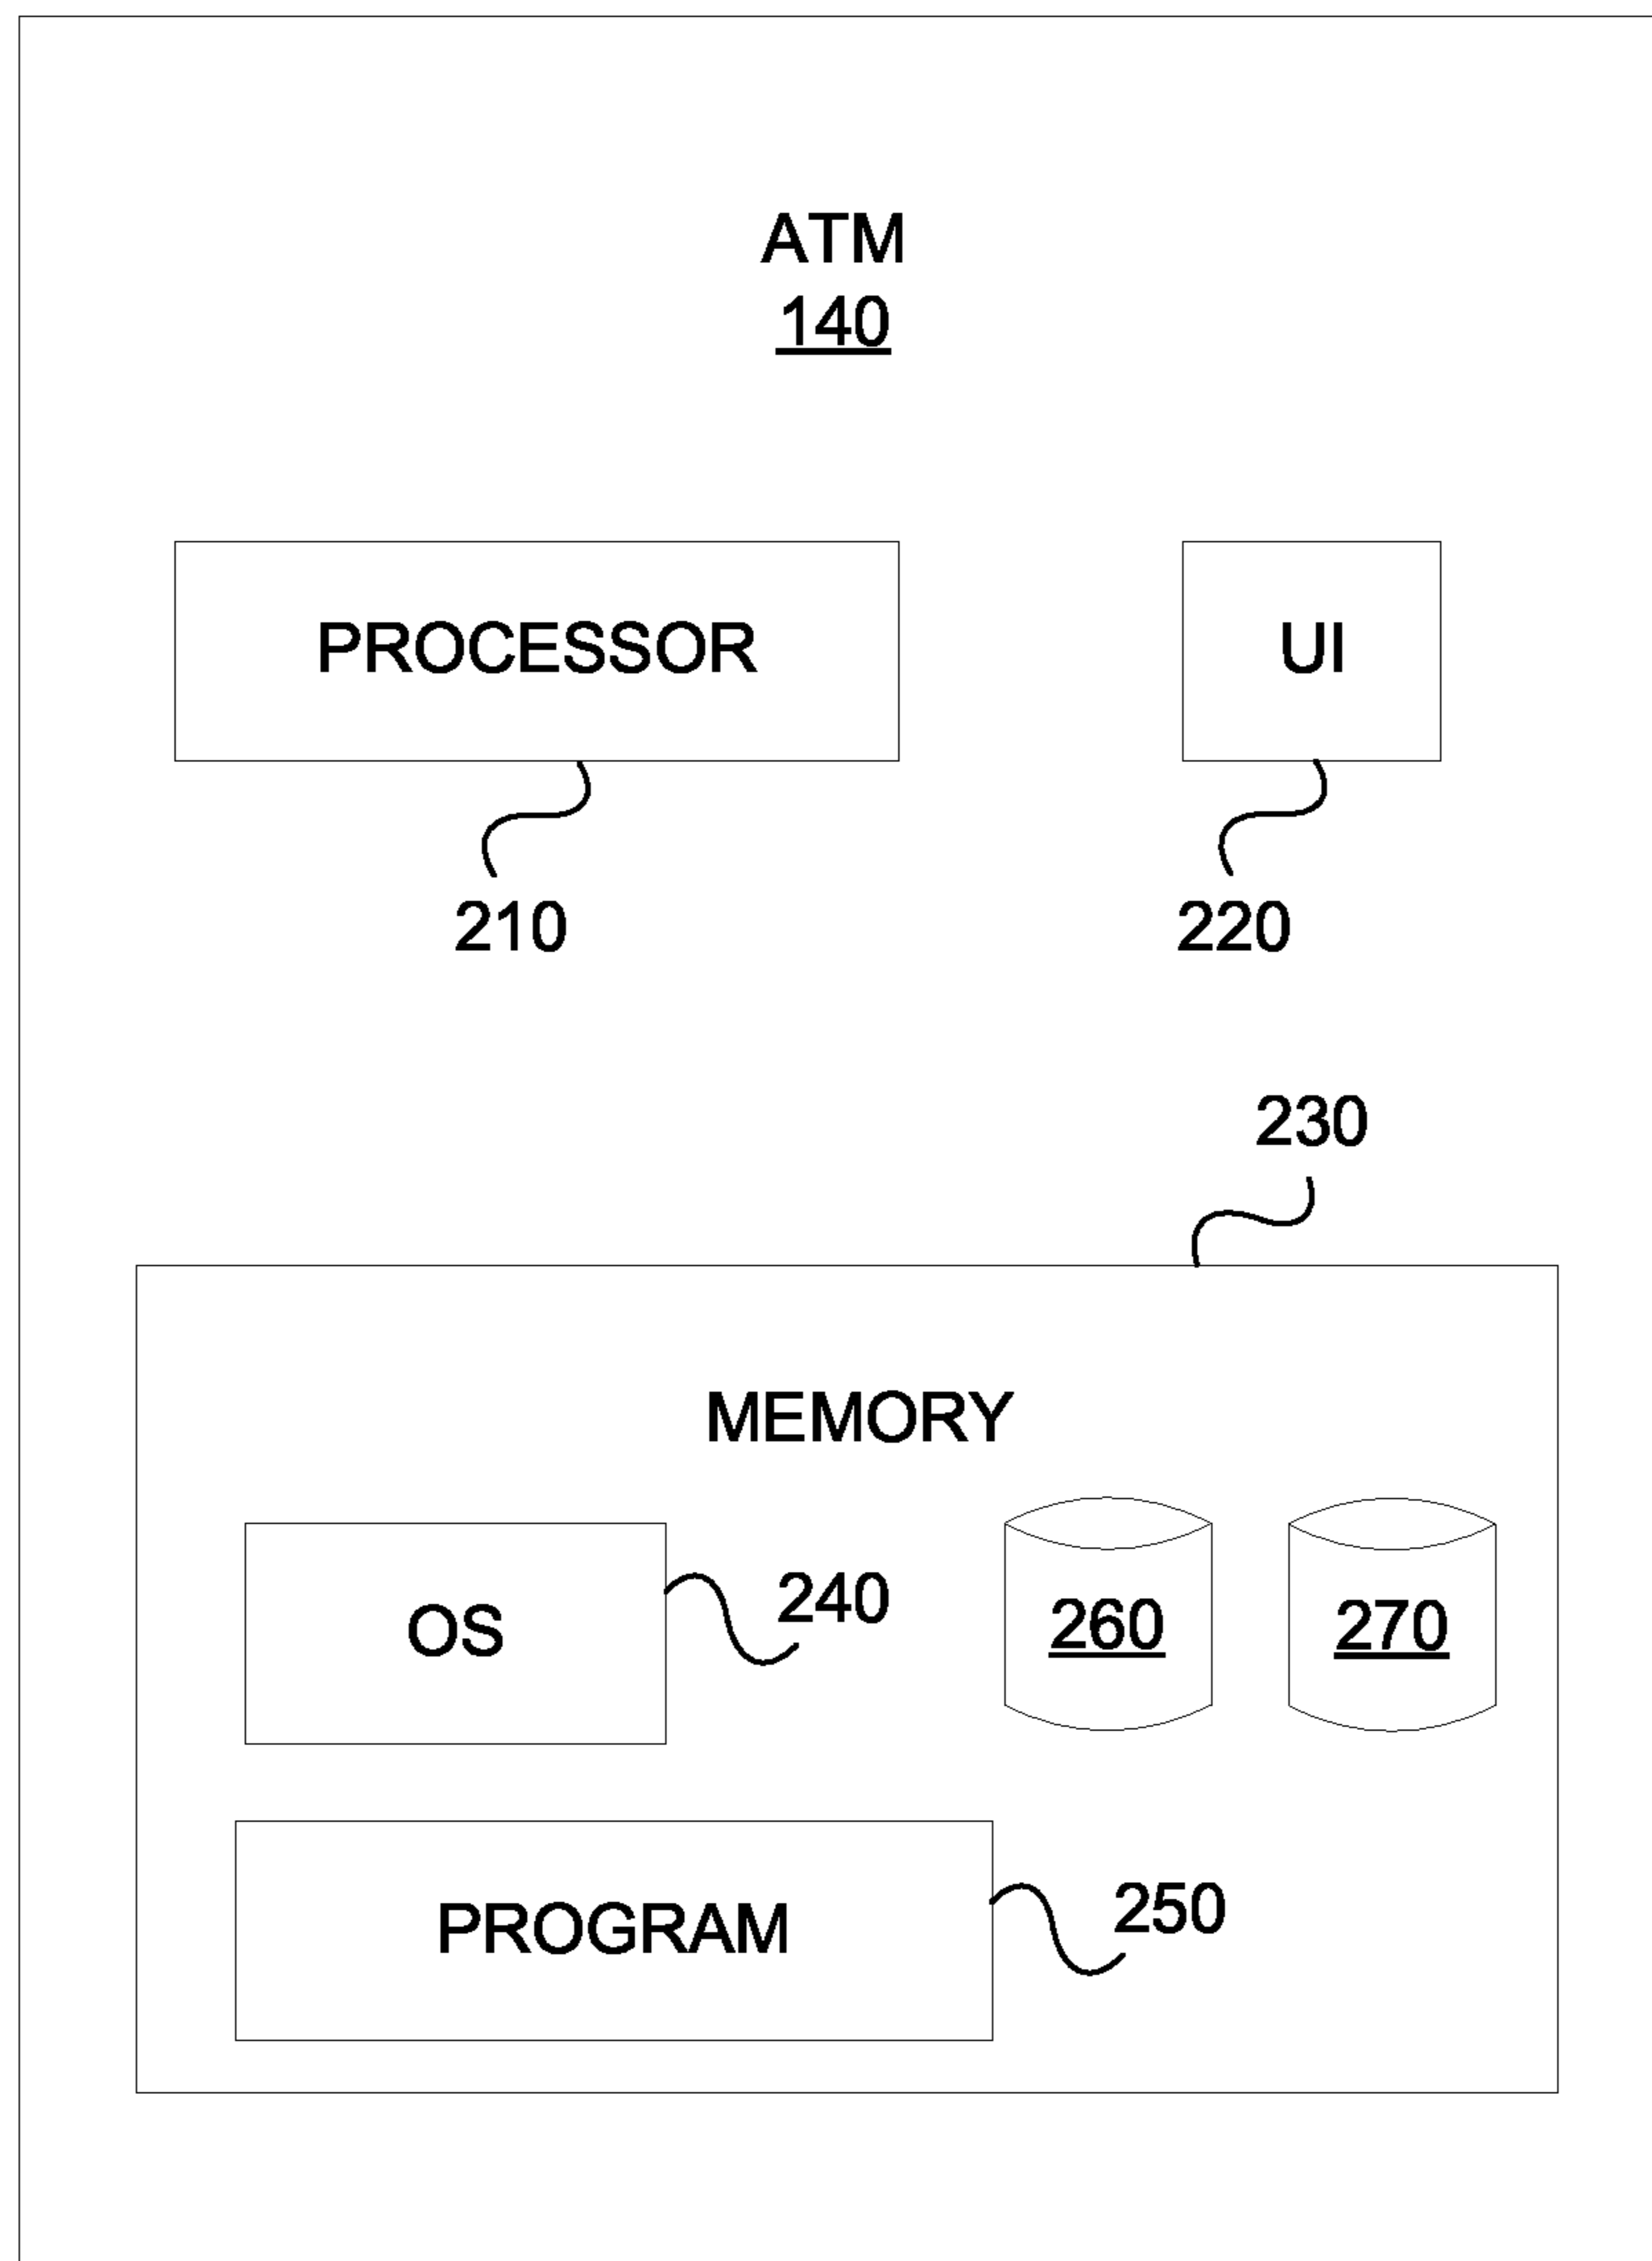 ATM
140
PROCESSOR
UI
210
220
230
MEMORY
OS
240
260
270
PROGRAM
250